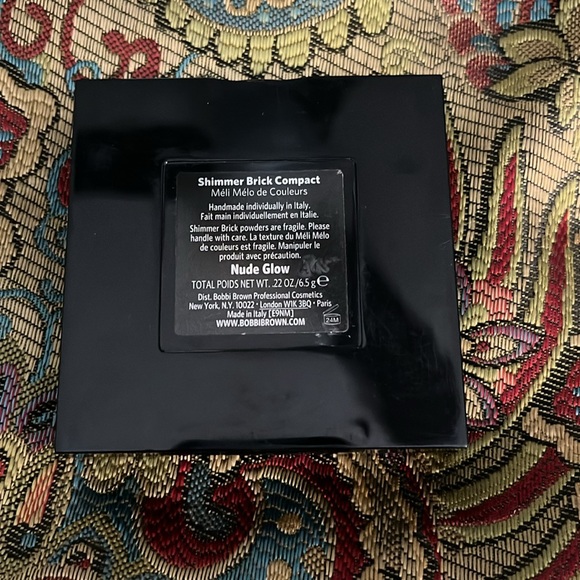 Shimmer Brick Compact
Méli Mélo de Couleurs
Handmade individually in Italy.
Fait main individuellement en Italie.
Shimmer Brick powders are fragile. Please
handle with care. La texture du Méli Mélo
de couleurs est fragile. Manipuler le
produit avec précaution.
Nude Glow
TOTAL POIDS NET WT. .22 OZ./6.5 g ℮
Dist. Bobbi Brown Professional Cosmetics
New York, N.Y. 10022 • London W1K 3BQ • Paris
Made in Italy [E9NM]
WWW.BOBBIBROWN.COM
24M